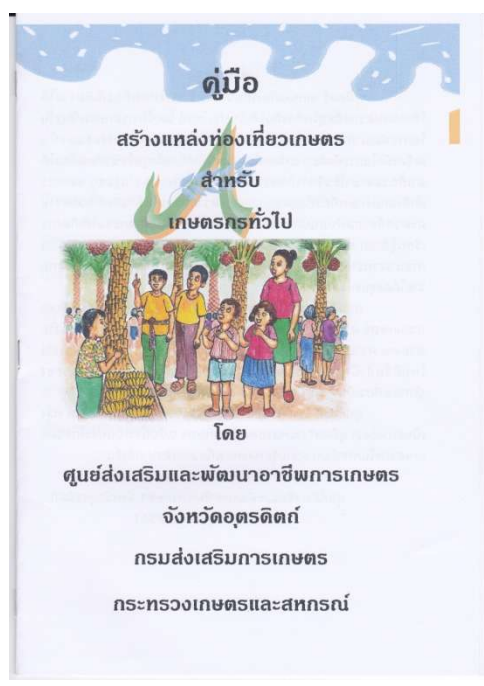 คู่มือ
สร้างแหล่งท่องเที่ยวเกษตร
สำหรับ
เกษตรกรทั่วไป
โดย
ศูนย์ส่งเสริมและพัฒนาอาชีพการเกษตร
จังหวัดอุตรดิตถ์
กรมส่งเสริมการเกษตร
กระทรวงเกษตรและสหกรณ์